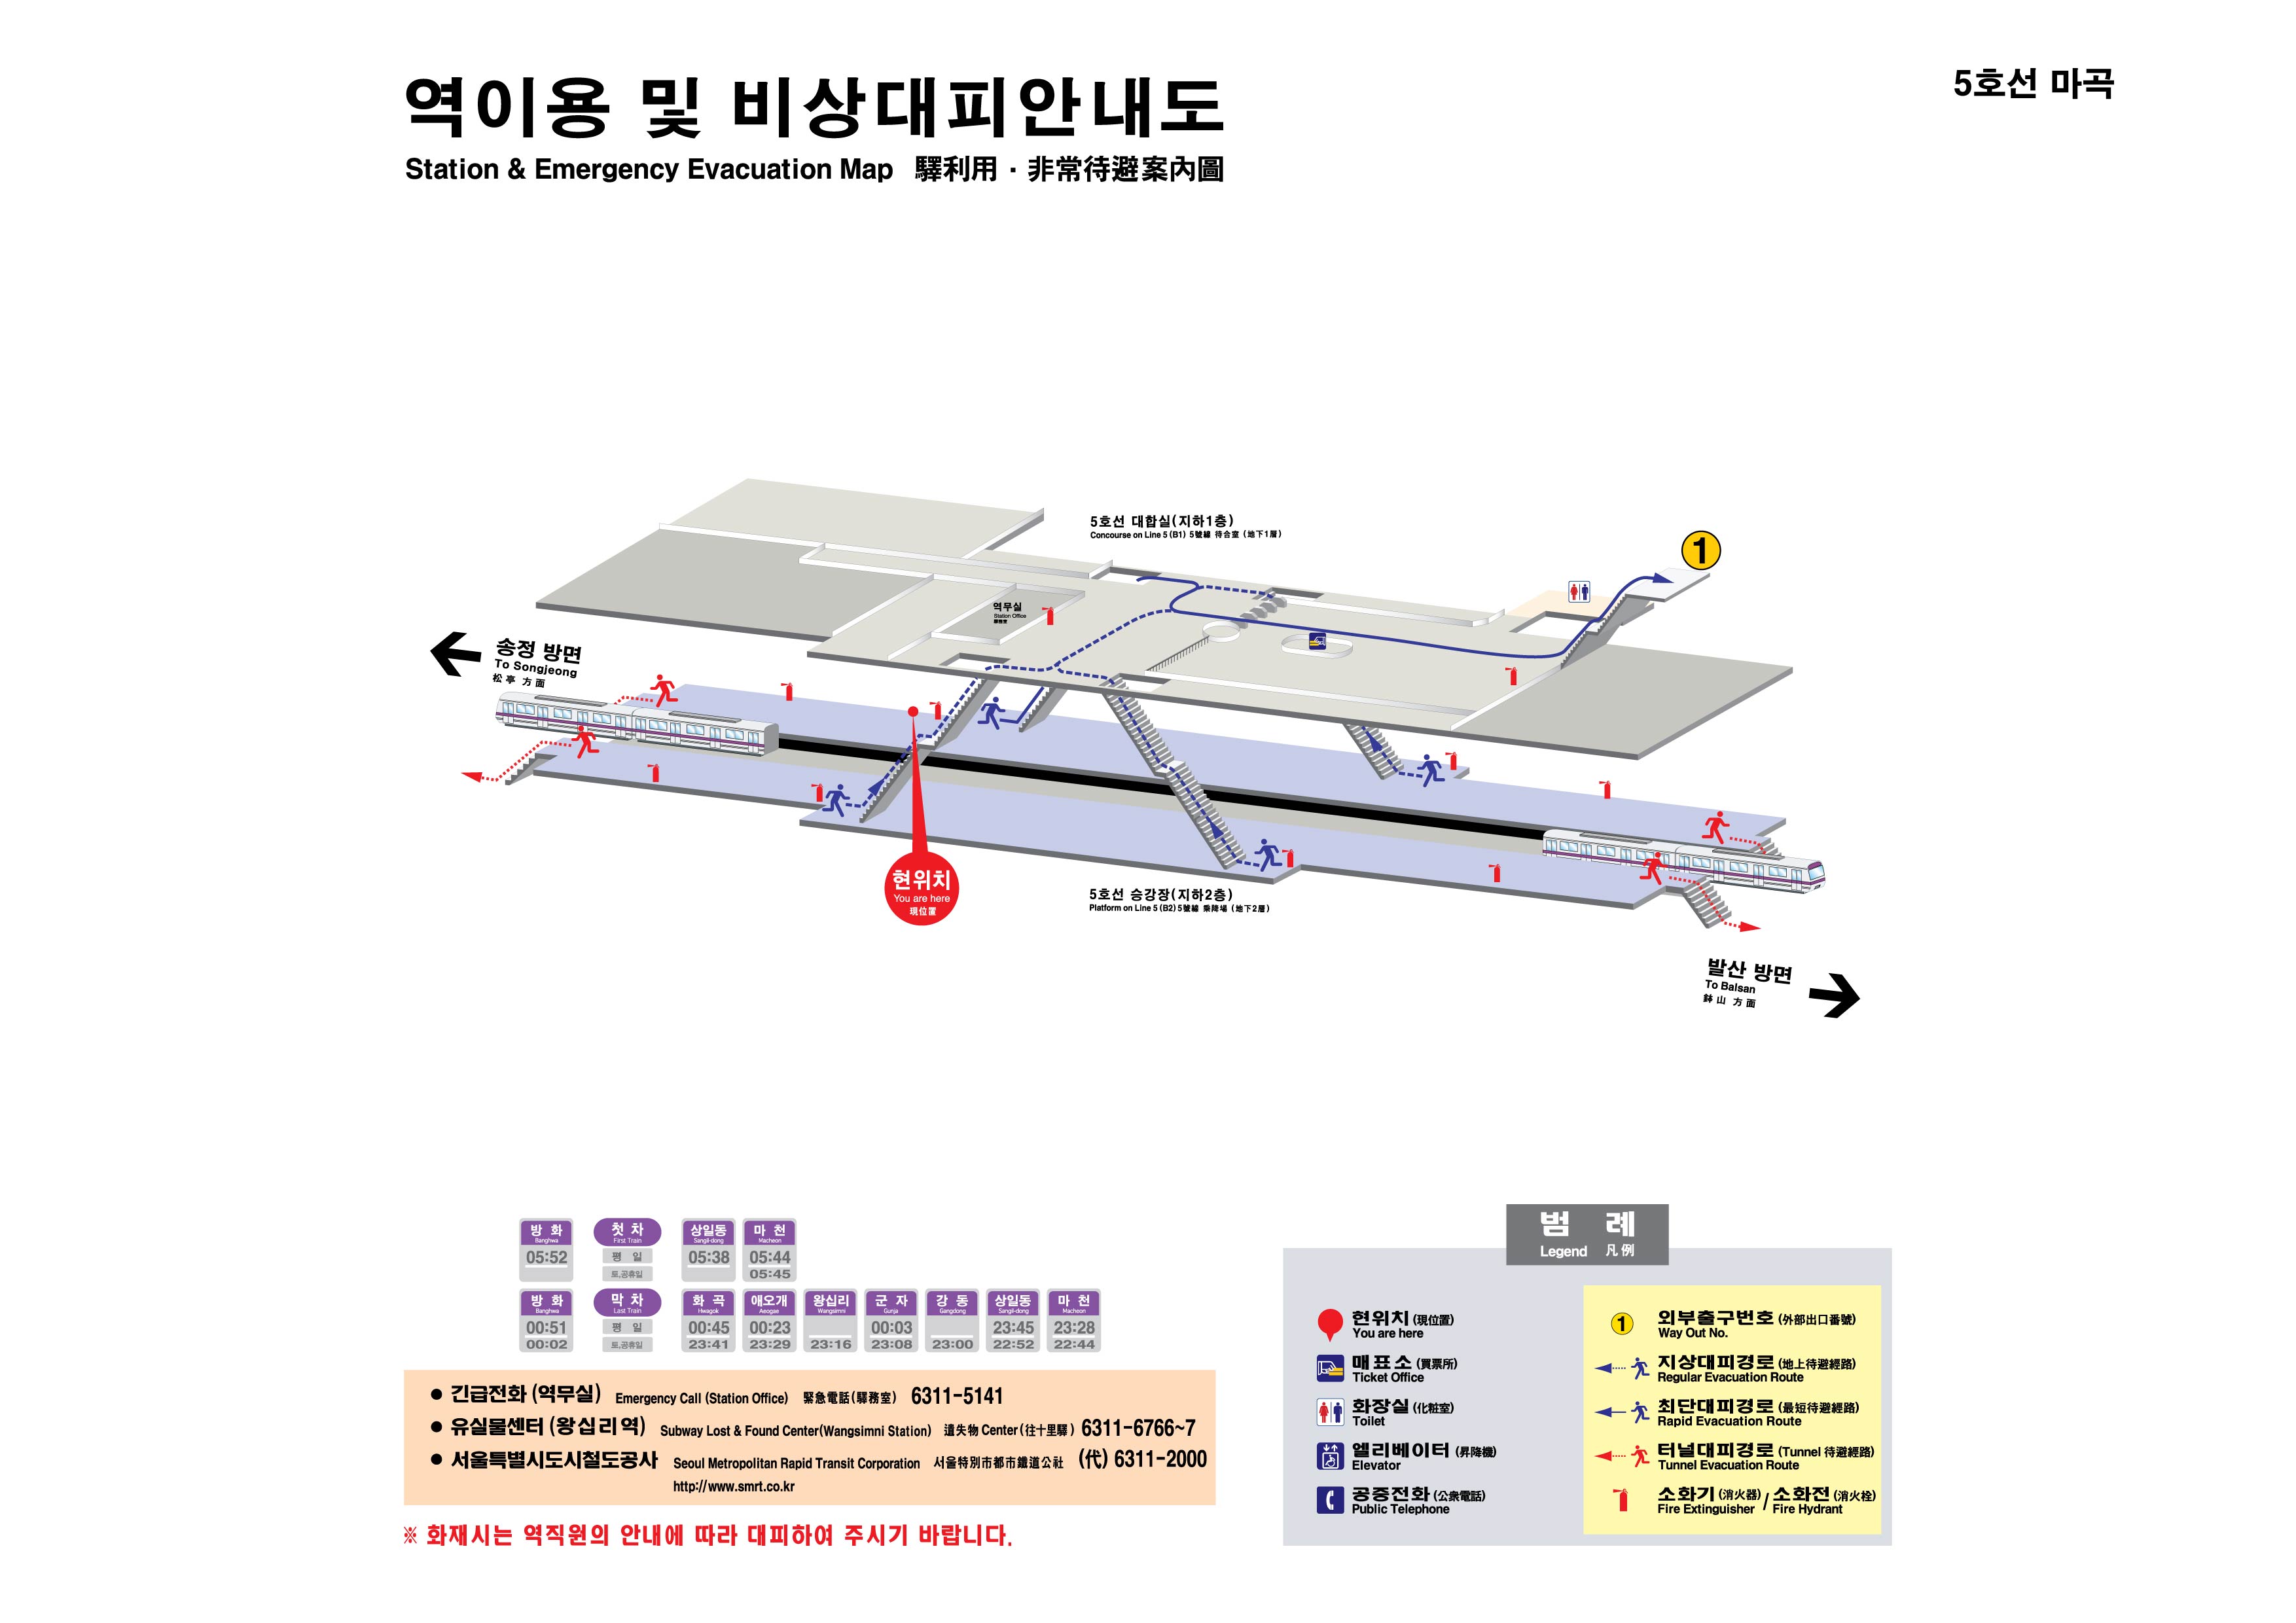 역이용 및 비상대피안내도
Station & Emergency Evacuation Map 驛利用 · 非常待避案內圖
5호선 마곡
5호선 대합실(지하1층)
Concourse on Line 5 (B1) 5號線 待合室 (地下1層)
1
역무실
Station Office
驛務室
송정 방면
To Songjeong
松亭 方面
현위치
You are here
現位置
5호선 승강장(지하2층)
Platform on Line 5 (B2) 5號線 乘降場 (地下2層)
발산 방면
To Balsan
鉢山 方面
방 화 첫 차 상일동 마 천
Banghwa First Train Sangil-dong Macheon
05:52 평 일 05:38 05:44
토,공휴일 05:45
방 화 막 차 화 곡 애오개 왕십리 군 자 강 동 상일동 마 천
Banghwa Last Train Hwagok Aeogae Wangsimni Gunja Gangdong Sangil-dong Macheon
00:51 평 일 00:45 00:23 00:03 23:45 23:28
00:02 토,공휴일 23:41 23:29 23:16 23:08 23:00 22:52 22:44
● 긴급전화 (역무실) Emergency Call (Station Office) 緊急電話(驛務室) 6311-5141
● 유실물센터 (왕십리역) Subway Lost & Found Center(Wangsimni Station) 遺失物 Center (往十里驛) 6311-6766~7
● 서울특별시도시철도공사 Seoul Metropolitan Rapid Transit Corporation 서울特別市都市鐵道公社 (代) 6311-2000
http://www.smrt.co.kr
※ 화재시는 역직원의 안내에 따라 대피하여 주시기 바랍니다.
범 례
Legend 凡例
현위치 (現位置)
You are here
매표소 (買票所)
Ticket Office
화장실 (化粧室)
Toilet
엘리베이터 (昇降機)
Elevator
공중전화 (公衆電話)
Public Telephone
1 외부출구번호 (外部出口番號)
Way Out No.
지상대피경로 (地上待避經路)
Regular Evacuation Route
최단대피경로 (最短待避經路)
Rapid Evacuation Route
터널대피경로 (Tunnel 待避經路)
Tunnel Evacuation Route
소화기 (消火器) / 소화전 (消火栓)
Fire Extinguisher / Fire Hydrant